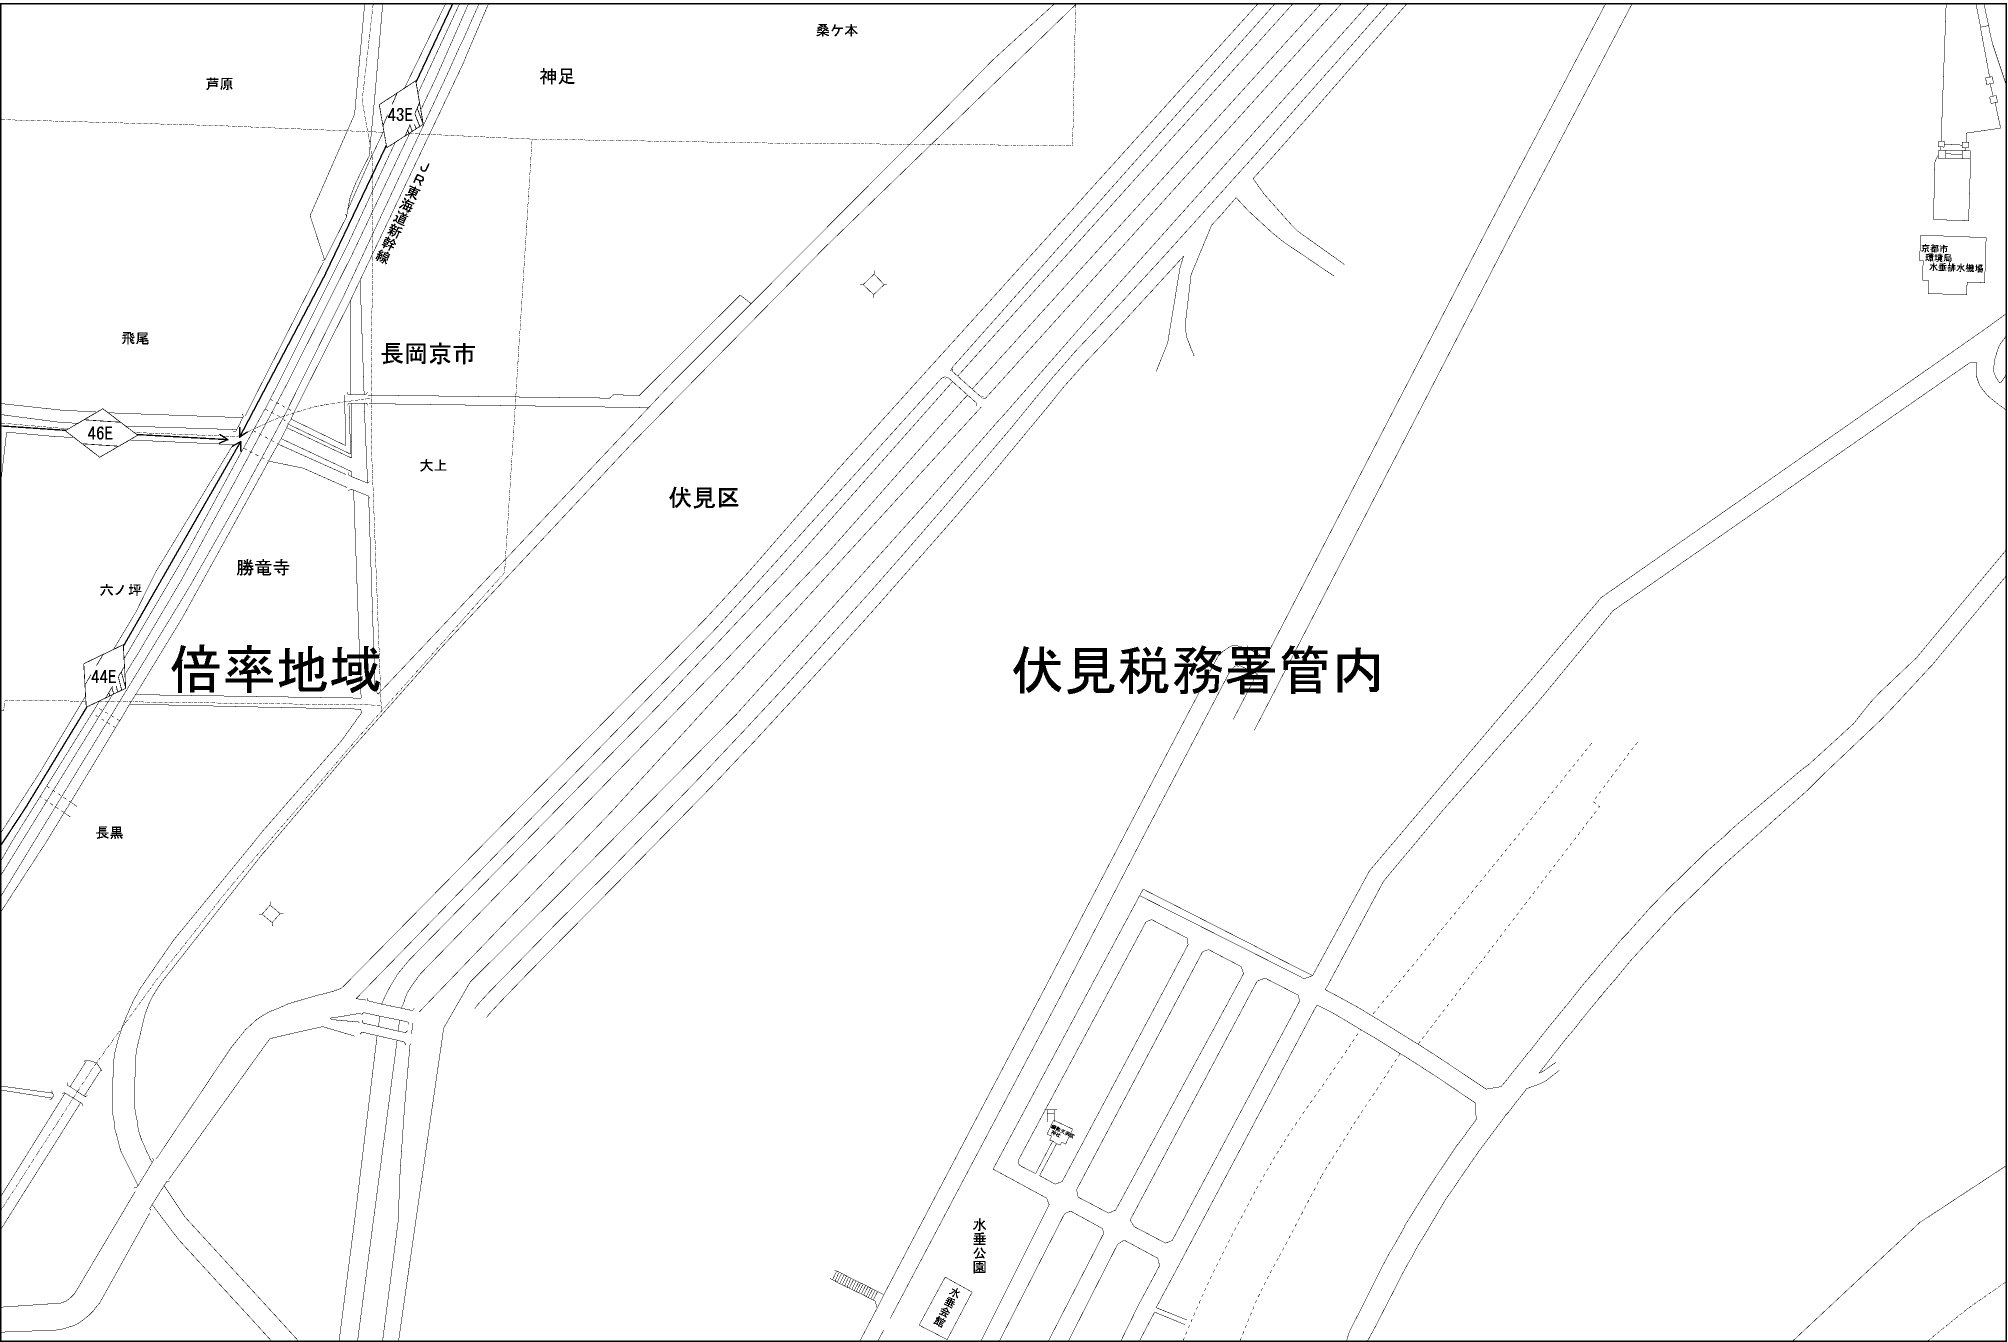 桑ケ本
芦原
神足
43E
JR東海道新幹線
京都市
環境局
水垂排水機場
飛尾
長岡京市
46E
大上
伏見区
勝竜寺
六ノ坪
倍率地域
伏見税務署管内
44E
長黒
水垂公園
水垂会館